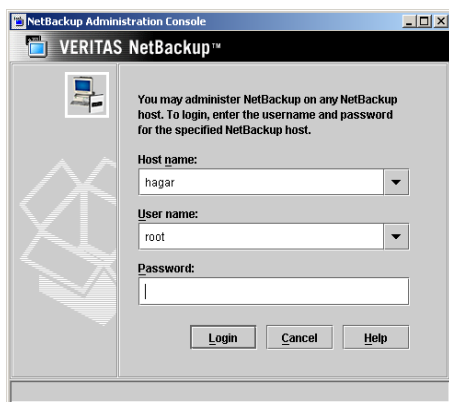 NetBackup Administration Console
VERITAS NetBackup™
You may administer NetBackup on any NetBackup
host. To login, enter the username and password
for the specified NetBackup host.
Host name:
hagar
User name:
root
Password:
Login Cancel Help